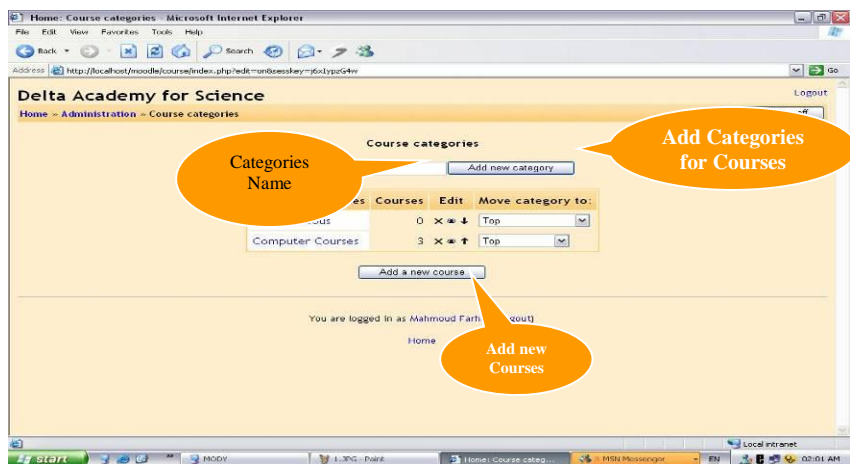 Home: Course categories - Microsoft Internet Explorer
File Edit View Favorites Tools Help
Back Search
Address http://localhost/moodle/course/index.php?edit=on&sesskey=j6x1ypzG4w Go
Delta Academy for Science
Logout
Home » Administration » Course categories
Course categories
Add Categories for Courses
Categories Name
Add new category
Courses Edit Move category to:
0 Top
Computer Courses 3 Top
Add a new course
You are logged in as Mahmoud
Home
Add new Courses
Local intranet
start MODY 1.JPG - Paint Home: Course categ... MSN Messenger EN 02:01 AM